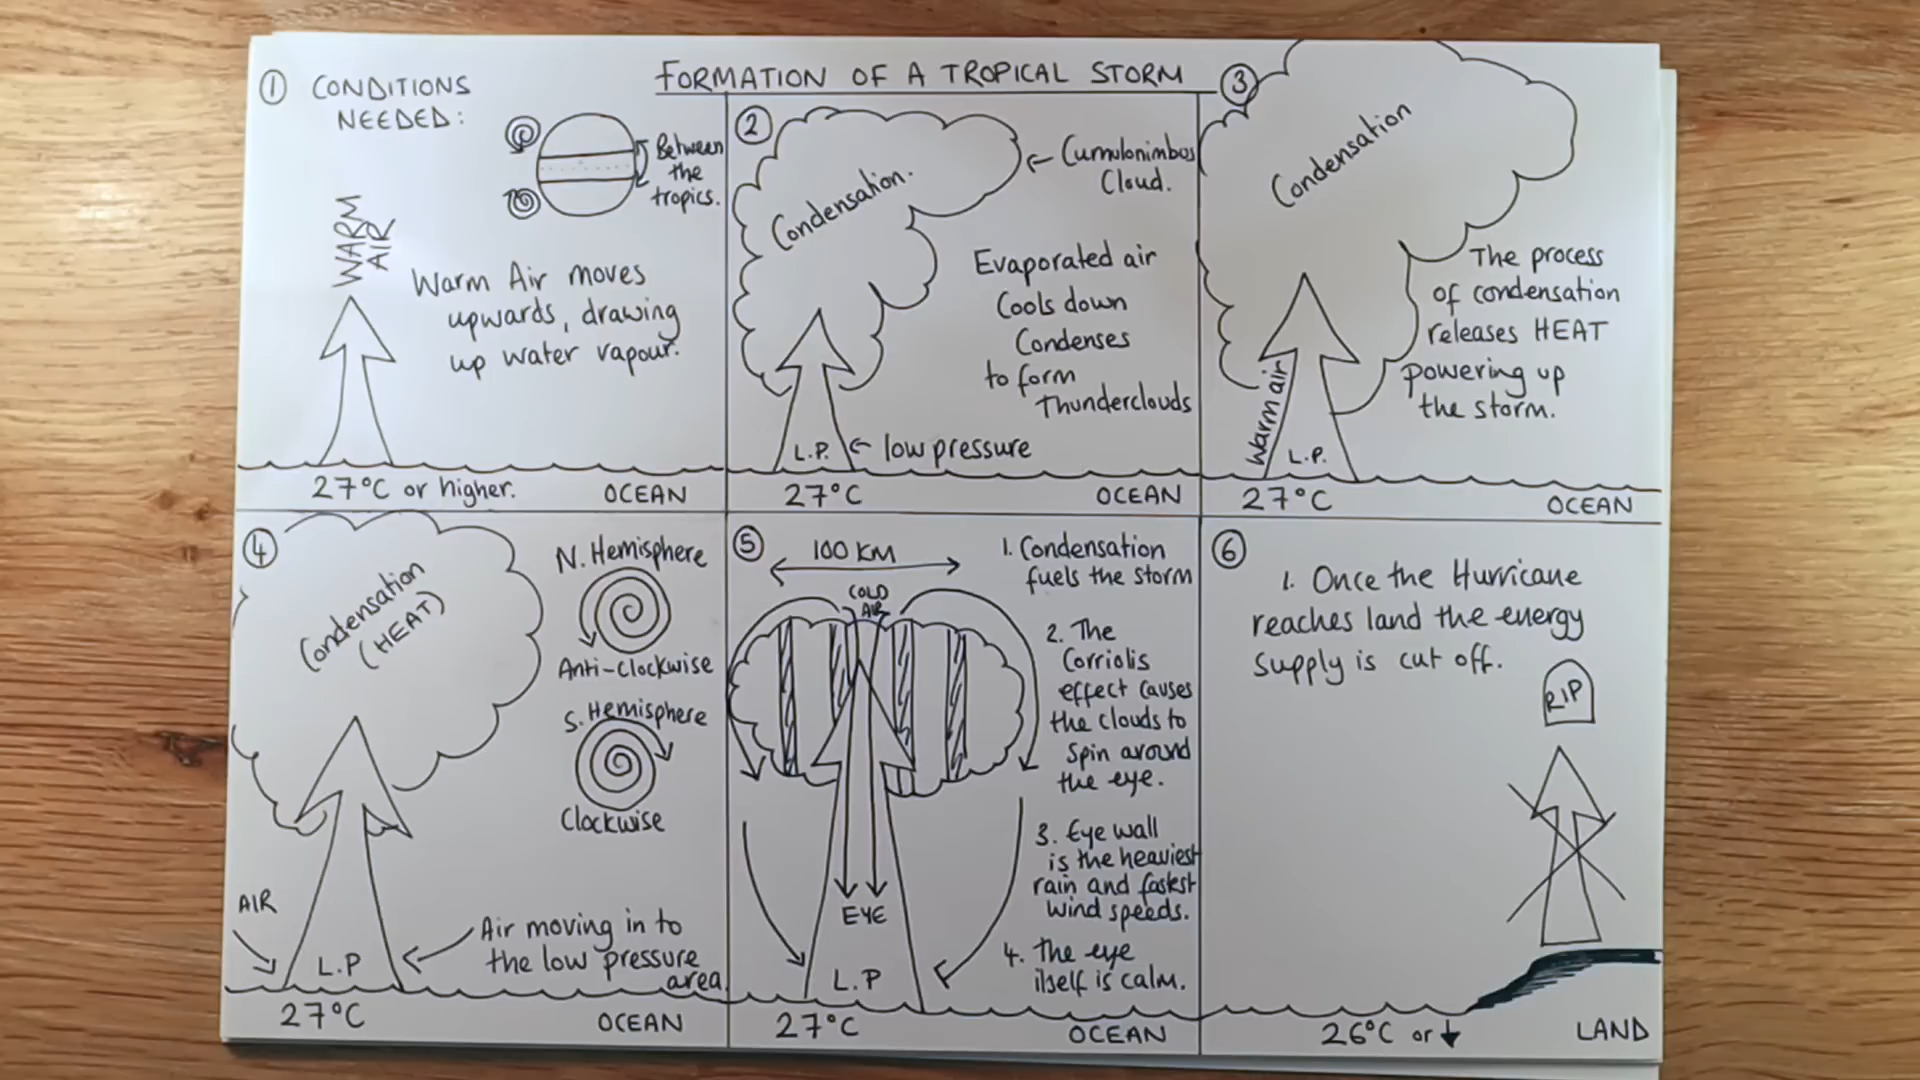 FORMATION OF A TROPICAL STORM
1 CONDITIONS
NEEDED:
Between
the
tropics.
WARM
AIR
Warm Air moves
upwards, drawing
up water vapour.
27°C or higher.
OCEAN
2
Condensation.
← Cumulonimbos
Cloud.
Evaporated air
Cools down
Condenses
to form
Thunderclouds
L.P. ← low pressure
27°C
OCEAN
3
Condensation
The process
of condensation
releases HEAT
powering up
the storm.
Warm air
L.P.
27°C
OCEAN
4
Condensation
(HEAT)
N. Hemisphere
Anti-Clockwise
S. Hemisphere
Clockwise
AIR
Air moving in to
the low pressure
area.
L.P
27°C
OCEAN
5
100 KM
COLD
AIR
EYE
L.P
27°C
OCEAN
1. Condensation
fuels the storm
2. The
Corriolis
effect causes
the clouds to
Spin around
the eye.
3. Eye wall
is the heaviest
rain and fastest
wind speeds.
4. The eye
itself is calm.
6
1. Once the Hurricane
reaches land the energy
supply is cut off.
RIP
26°C or ↓
LAND